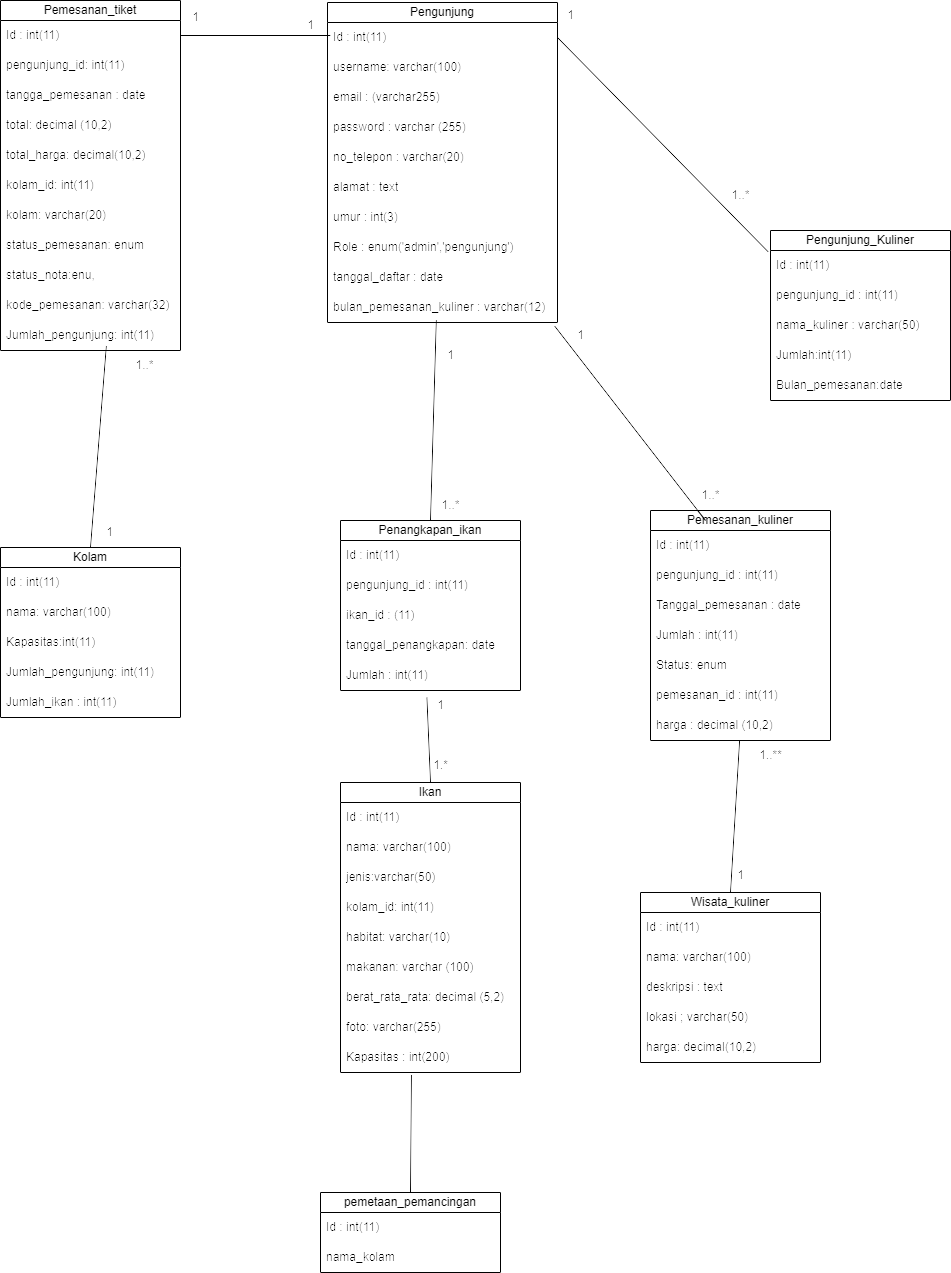 Pemesanan_tiket
Id : int(11)
pengunjung_id: int(11)
tangga_pemesanan : date
total: decimal (10,2)
total_harga: decimal(10,2)
kolam_id: int(11)
kolam: varchar(20)
status_pemesanan: enum
status_nota:enu,
kode_pemesanan: varchar(32)
Jumlah_pengunjung: int(11)
1
1
Pengunjung
Id : int(11)
username: varchar(100)
email : (varchar255)
password : varchar (255)
no_telepon : varchar(20)
alamat : text
umur : int(3)
Role : enum('admin','pengunjung')
tanggal_daftar : date
bulan_pemesanan_kuliner : varchar(12)
1
1..*
Pengunjung_Kuliner
Id : int(11)
pengunjung_id : int(11)
nama_kuliner : varchar(50)
Jumlah:int(11)
Bulan_pemesanan:date
1..*
1
Kolam
Id : int(11)
nama: varchar(100)
Kapasitas:int(11)
Jumlah_pengunjung: int(11)
Jumlah_ikan : int(11)
1
1..*
Penangkapan_ikan
Id : int(11)
pengunjung_id : int(11)
ikan_id : (11)
tanggal_penangkapan: date
Jumlah : int(11)
1
1..*
Pemesanan_kuliner
Id : int(11)
pengunjung_id : int(11)
Tanggal_pemesanan : date
Jumlah : int(11)
Status: enum
pemesanan_id : int(11)
harga : decimal (10,2)
1
1.*
Ikan
Id : int(11)
nama: varchar(100)
jenis:varchar(50)
kolam_id: int(11)
habitat: varchar(10)
makanan: varchar (100)
berat_rata_rata: decimal (5,2)
foto: varchar(255)
Kapasitas : int(200)
1..**
1
Wisata_kuliner
Id : int(11)
nama: varchar(100)
deskripsi : text
lokasi ; varchar(50)
harga: decimal(10,2)
pemetaan_pemancingan
Id : int(11)
nama_kolam